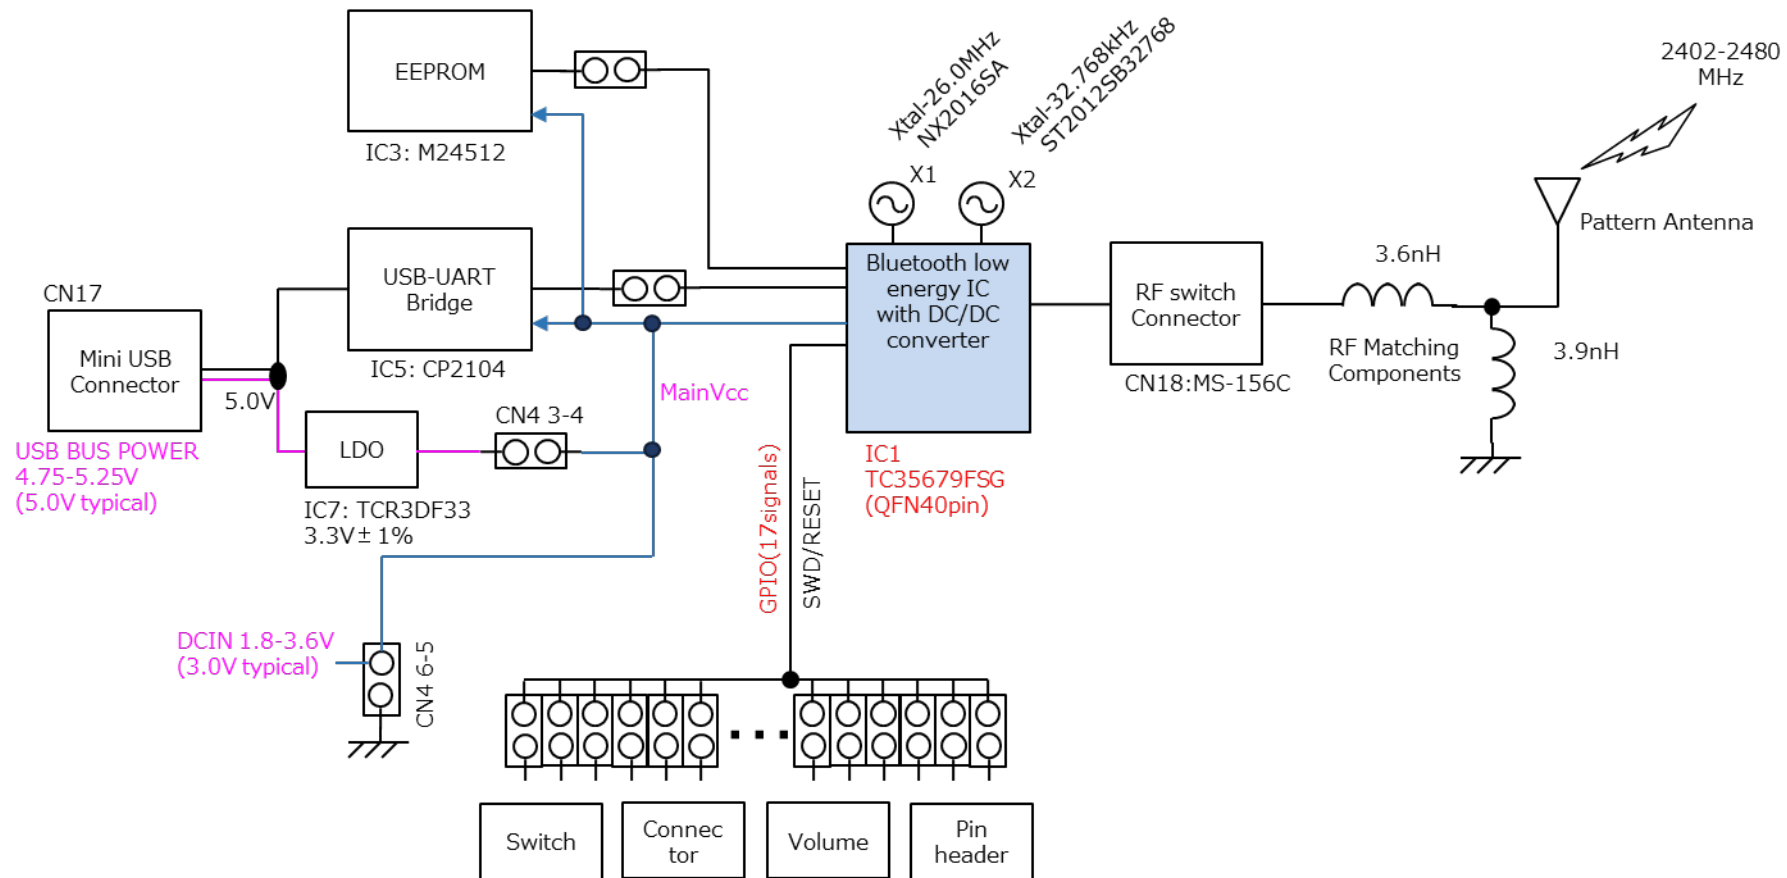 EEPROM
IC3: M24512
Xtal-26.0MHz
NX2016SA
Xtal-32.768kHz
ST2012SB32768
2402-2480
MHz
X1
X2
Pattern Antenna
USB-UART
Bridge
IC5: CP2104
Bluetooth low
energy IC
with DC/DC
converter
RF switch
Connector
CN18:MS-156C
3.6nH
RF Matching
Components
3.9nH
CN17
Mini USB
Connector
5.0V
USB BUS POWER
4.75-5.25V
(5.0V typical)
LDO
IC7: TCR3DF33
3.3V± 1%
CN4 3-4
MainVcc
IC1
TC35679FSG
(QFN40pin)
GPIO(17signals)
SWD/RESET
DCIN 1.8-3.6V
(3.0V typical)
CN4 6-5
Switch
Connec
tor
Volume
Pin
header